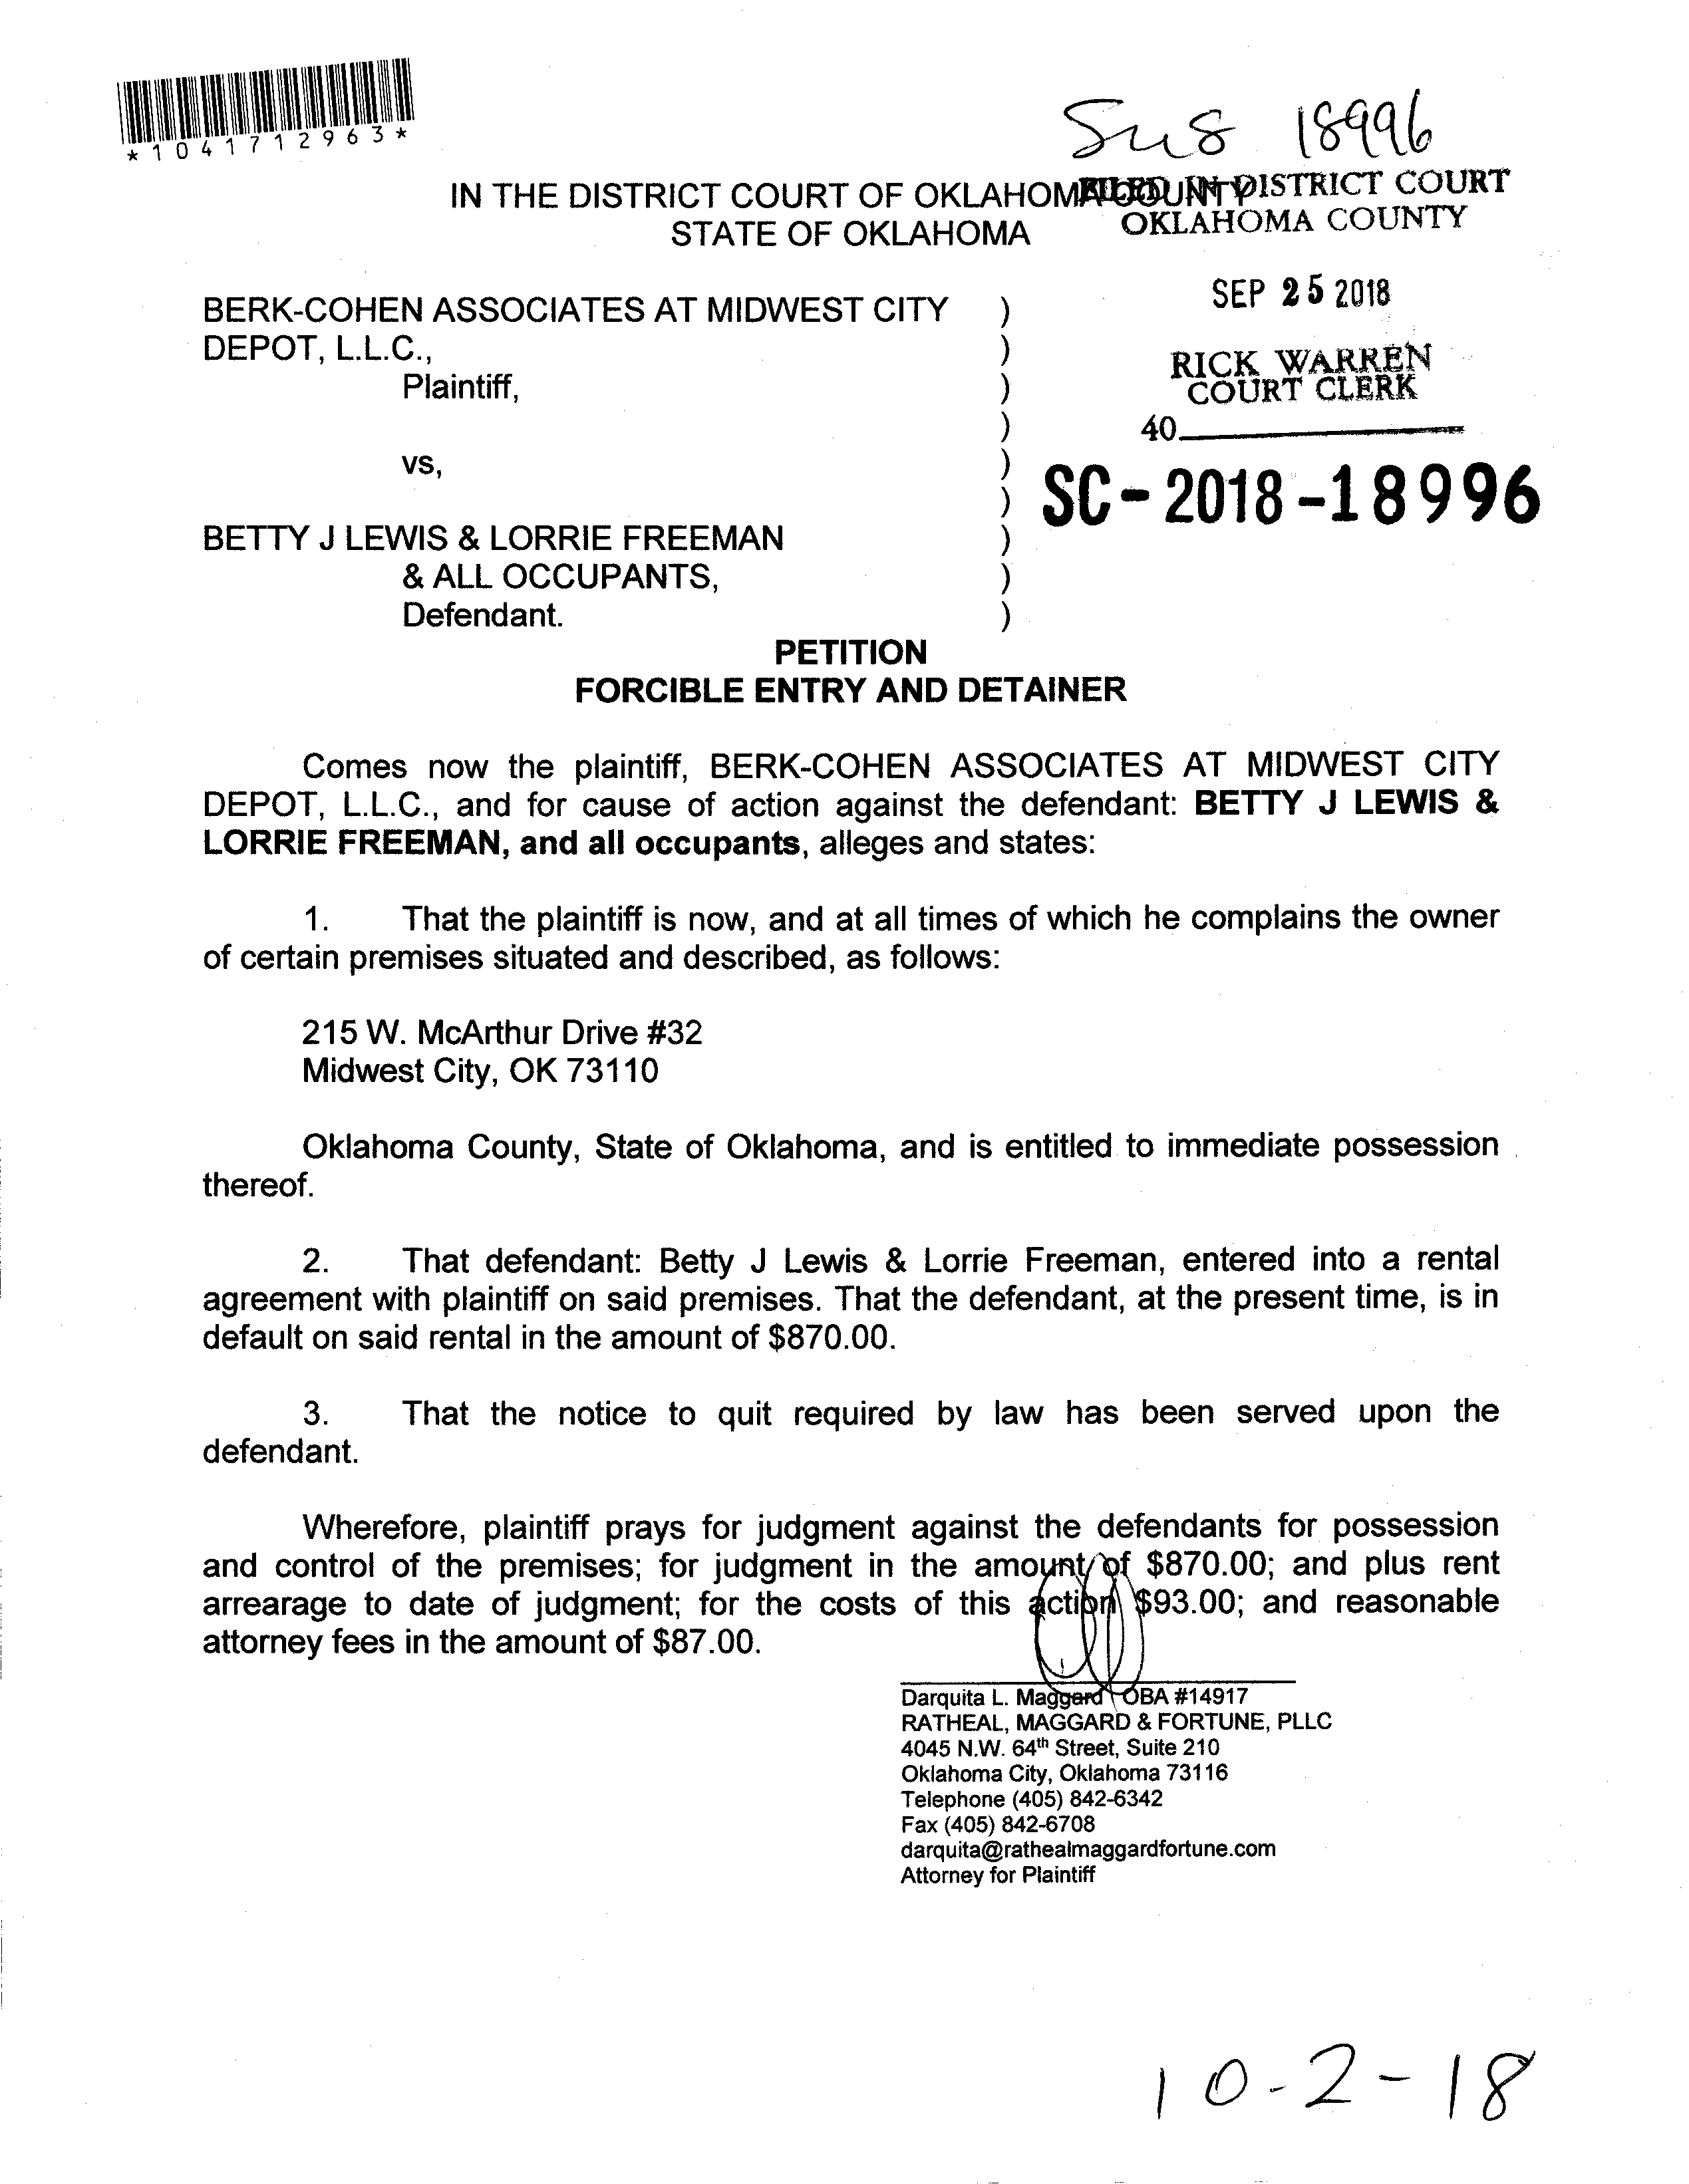 *1041712963*
18996
IN THE DISTRICT COURT OF OKLAHOMA COUNTY
STATE OF OKLAHOMA
FILED IN DISTRICT COURT
OKLAHOMA COUNTY
SEP 25 2018
RICK WARREN
COURT CLERK
40
SC-2018-18996
BERK-COHEN ASSOCIATES AT MIDWEST CITY )
DEPOT, L.L.C., )
Plaintiff, )
)
vs, )
)
BETTY J LEWIS & LORRIE FREEMAN )
& ALL OCCUPANTS, )
Defendant. )
PETITION
FORCIBLE ENTRY AND DETAINER
Comes now the plaintiff, BERK-COHEN ASSOCIATES AT MIDWEST CITY
DEPOT, L.L.C., and for cause of action against the defendant: BETTY J LEWIS &
LORRIE FREEMAN, and all occupants, alleges and states:
1. That the plaintiff is now, and at all times of which he complains the owner
of certain premises situated and described, as follows:
215 W. McArthur Drive #32
Midwest City, OK 73110
Oklahoma County, State of Oklahoma, and is entitled to immediate possession
thereof.
2. That defendant: Betty J Lewis & Lorrie Freeman, entered into a rental
agreement with plaintiff on said premises. That the defendant, at the present time, is in
default on said rental in the amount of $870.00.
3. That the notice to quit required by law has been served upon the
defendant.
Wherefore, plaintiff prays for judgment against the defendants for possession
and control of the premises; for judgment in the amount of $870.00; and plus rent
arrearage to date of judgment; for the costs of this action $93.00; and reasonable
attorney fees in the amount of $87.00.
Darquita L. Maggard OBA #14917
RATHEAL, MAGGARD & FORTUNE, PLLC
4045 N.W. 64th Street, Suite 210
Oklahoma City, Oklahoma 73116
Telephone (405) 842-6342
Fax (405) 842-6708
darquita@rathealmaggardfortune.com
Attorney for Plaintiff
10-2-18